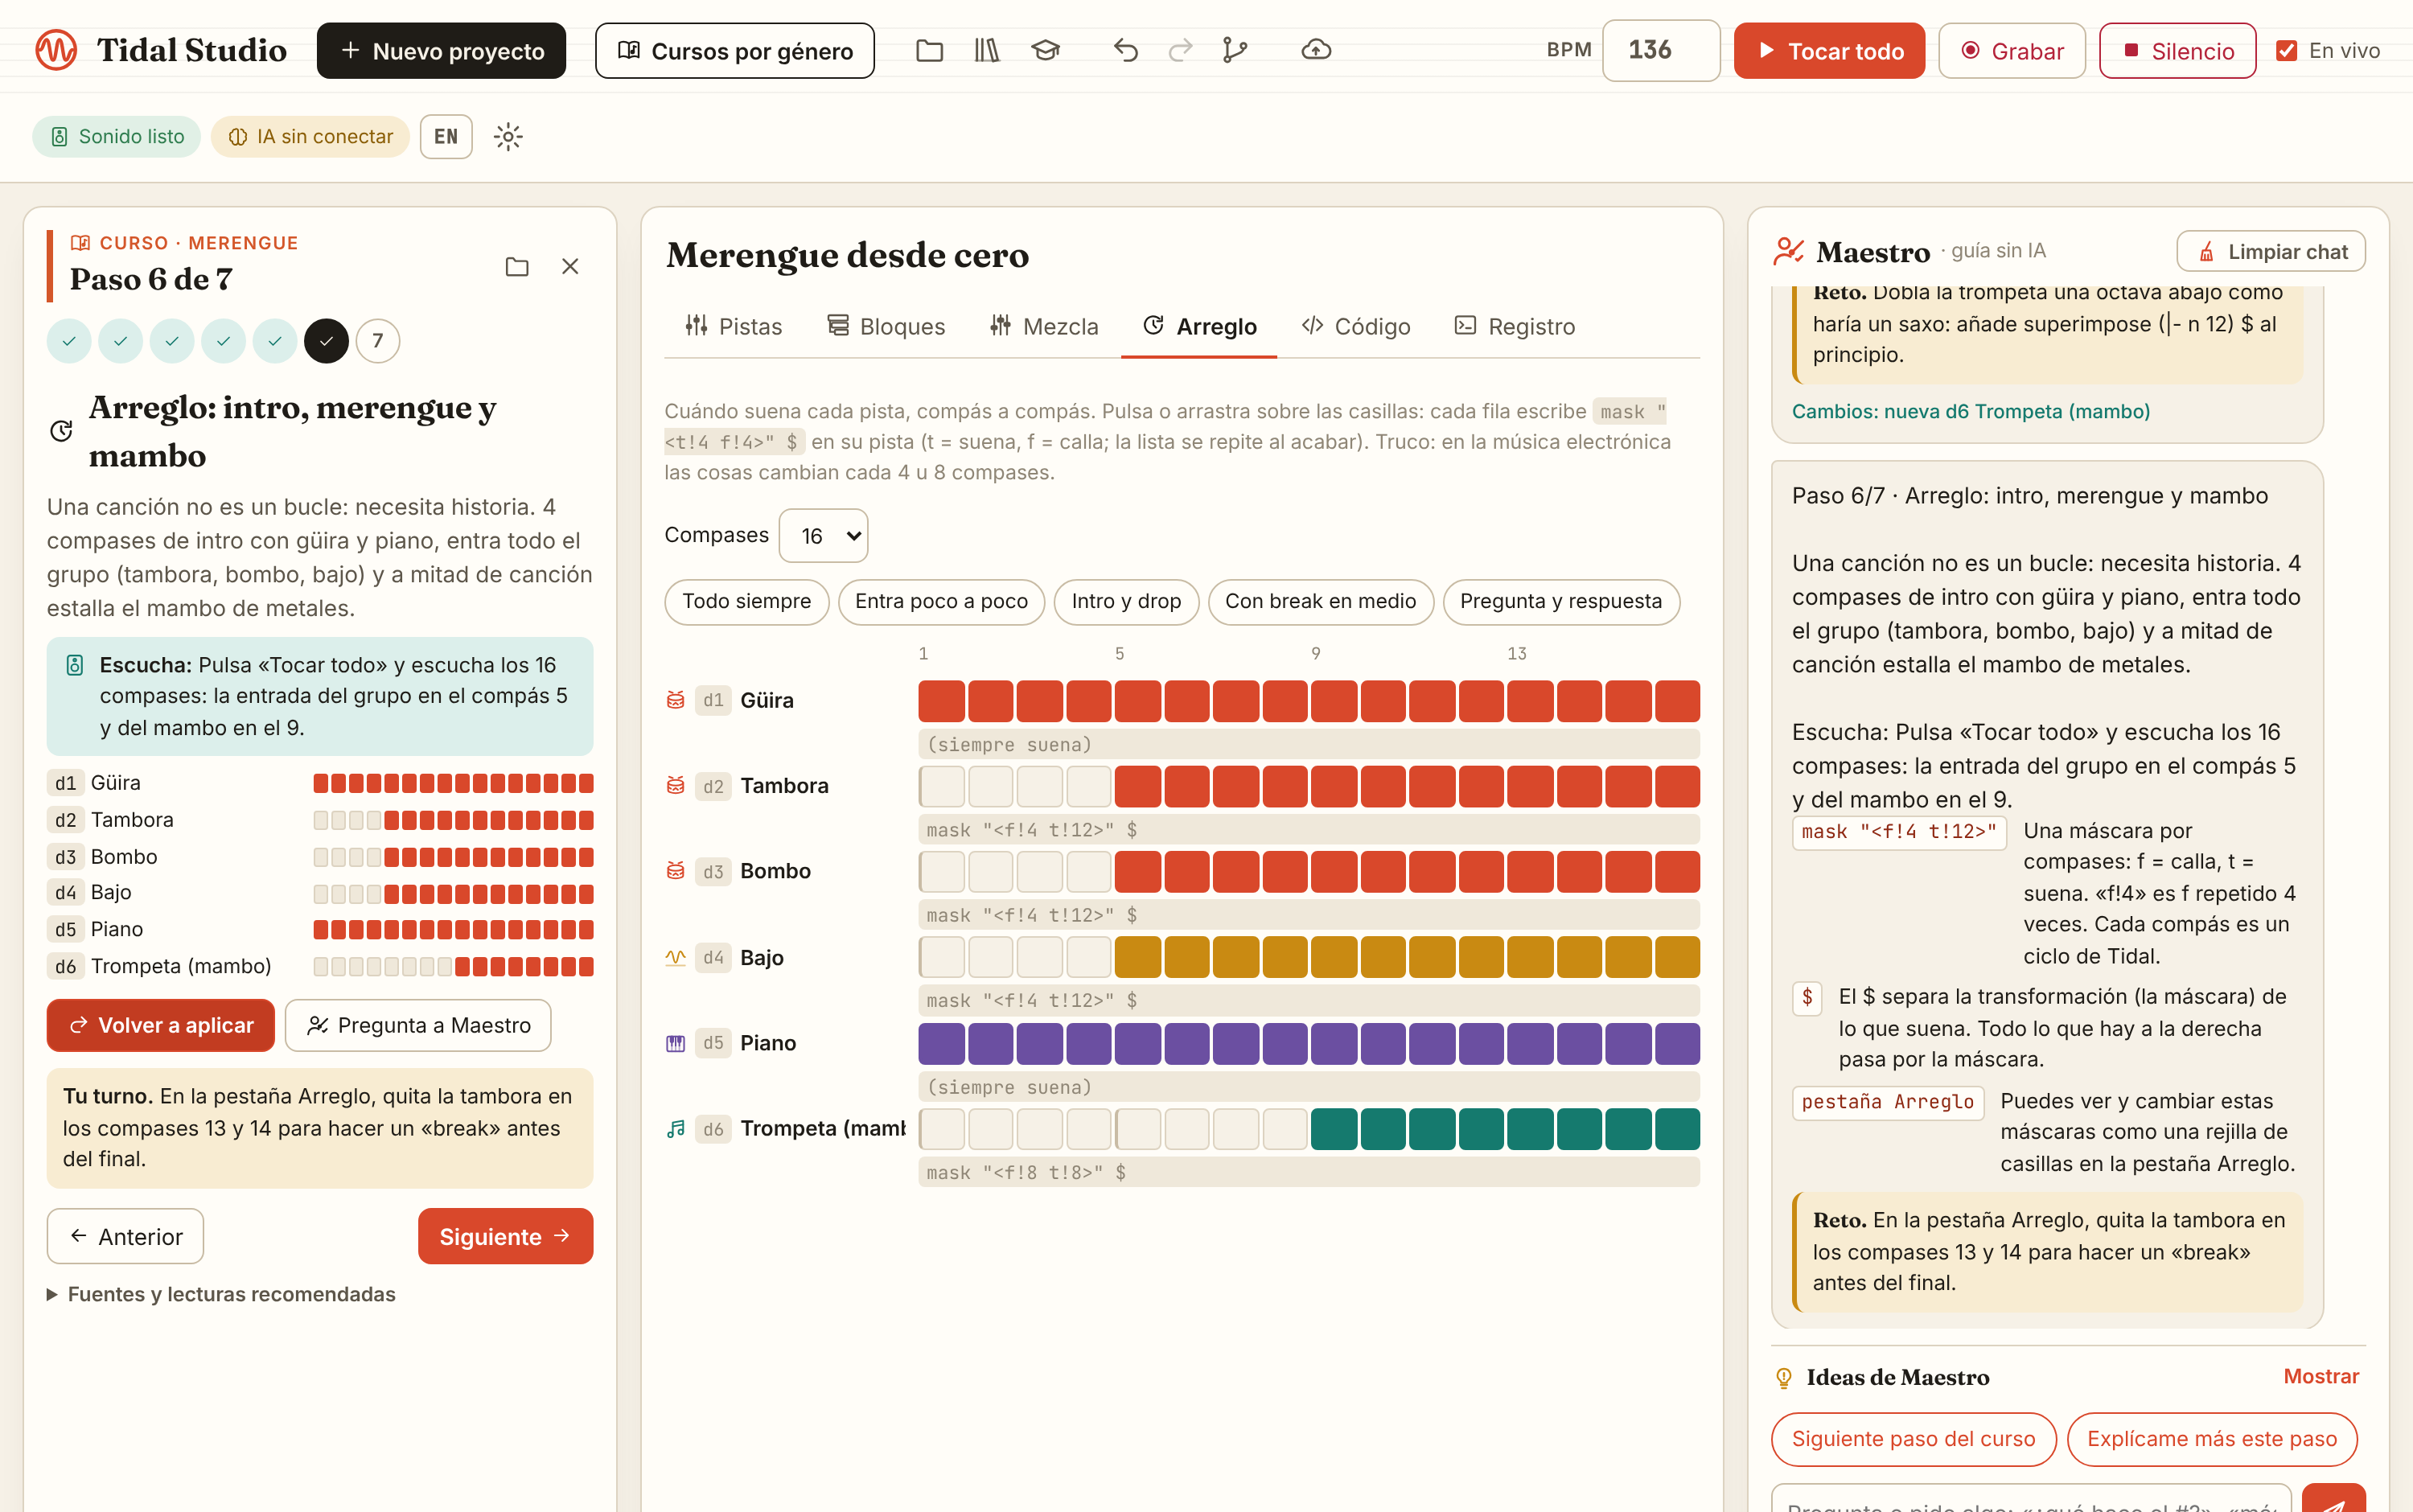 Tidal Studio
Nuevo proyecto
Cursos por género
BPM
136
Tocar todo
Grabar
Silencio
En vivo
Sonido listo
IA sin conectar
EN
CURSO · MERENGUE
Paso 6 de 7
7
Arreglo: intro, merengue y
mambo
Una canción no es un bucle: necesita historia. 4
compases de intro con güira y piano, entra todo el
grupo (tambora, bombo, bajo) y a mitad de canción
estalla el mambo de metales.
Escucha: Pulsa «Tocar todo» y escucha los 16
compases: la entrada del grupo en el compás 5
y del mambo en el 9.
d1 Güira
d2 Tambora
d3 Bombo
d4 Bajo
d5 Piano
d6 Trompeta (mambo)
Volver a aplicar
Pregunta a Maestro
Tu turno. En la pestaña Arreglo, quita la tambora en
los compases 13 y 14 para hacer un «break» antes
del final.
← Anterior
Siguiente →
Fuentes y lecturas recomendadas
Merengue desde cero
Pistas
Bloques
Mezcla
Arreglo
Código
Registro
Cuándo suena cada pista, compás a compás. Pulsa o arrastra sobre las casillas: cada fila escribe mask "
<t!4 f!4>" $ en su pista (t = suena, f = calla; la lista se repite al acabar). Truco: en la música electrónica
las cosas cambian cada 4 u 8 compases.
Compases 16
Todo siempre
Entra poco a poco
Intro y drop
Con break en medio
Pregunta y respuesta
1 5 9 13
d1 Güira
(siempre suena)
d2 Tambora
mask "<f!4 t!12>" $
d3 Bombo
mask "<f!4 t!12>" $
d4 Bajo
mask "<f!4 t!12>" $
d5 Piano
(siempre suena)
d6 Trompeta (mamb
mask "<f!8 t!8>" $
Maestro · guía sin IA
Limpiar chat
Reto. Dobla la trompeta una octava abajo como
haría un saxo: añade superimpose (|- n 12) $ al
principio.
Cambios: nueva d6 Trompeta (mambo)
Paso 6/7 · Arreglo: intro, merengue y mambo
Una canción no es un bucle: necesita historia. 4
compases de intro con güira y piano, entra todo
el grupo (tambora, bombo, bajo) y a mitad de
canción estalla el mambo de metales.
Escucha: Pulsa «Tocar todo» y escucha los 16
compases: la entrada del grupo en el compás 5
y del mambo en el 9.
mask "<f!4 t!12>" Una máscara por
compases: f = calla, t =
suena. «f!4» es f repetido 4
veces. Cada compás es un
ciclo de Tidal.
$ El $ separa la transformación (la máscara) de
lo que suena. Todo lo que hay a la derecha
pasa por la máscara.
pestaña Arreglo Puedes ver y cambiar estas
máscaras como una rejilla de
casillas en la pestaña Arreglo.
Reto. En la pestaña Arreglo, quita la tambora en
los compases 13 y 14 para hacer un «break»
antes del final.
Ideas de Maestro
Mostrar
Siguiente paso del curso
Explícame más este paso